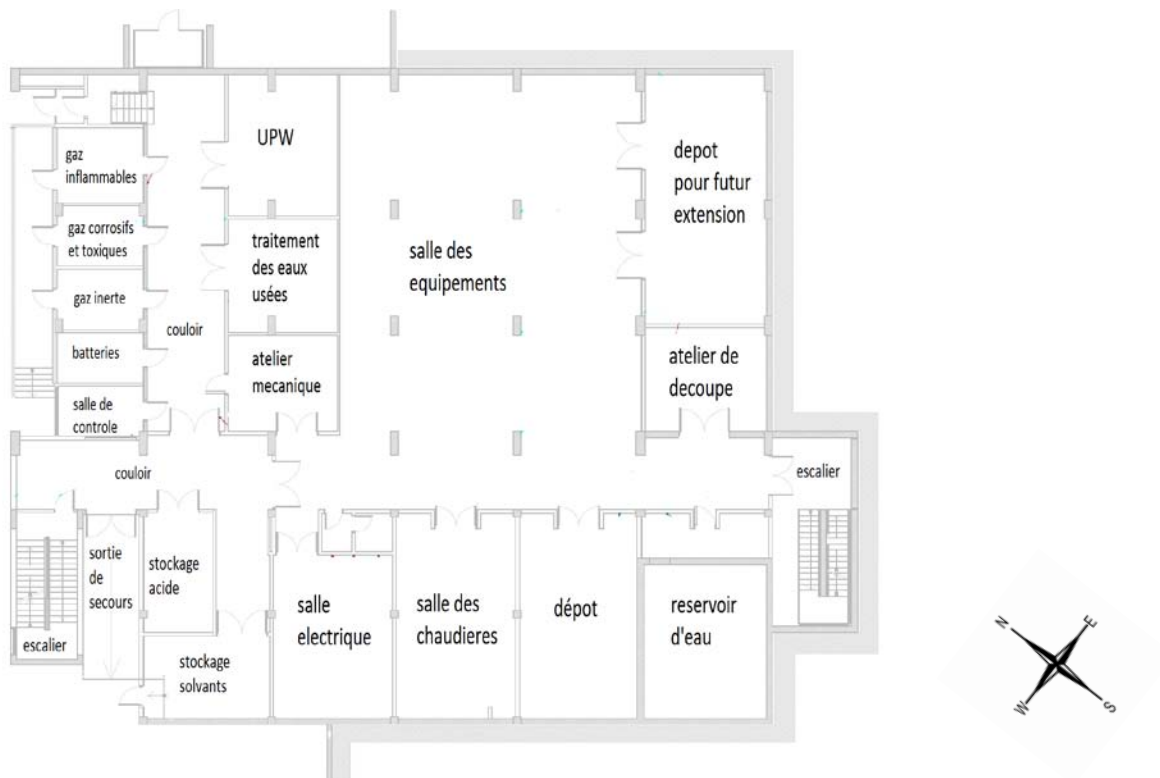 UPW
gaz
inflammables
depot
pour futur
extension
gaz corrosifs
et toxiques
traitement
des eaux
usées
salle des
equipements
gaz inerte
couloir
batteries
atelier
mecanique
atelier de
decoupe
salle de
controle
couloir
escalier
sortie
de
secours
stockage
acide
salle
electrique
salle des
chaudieres
dépot
reservoir
d'eau
escalier
stockage
solvants
N
E
W
S